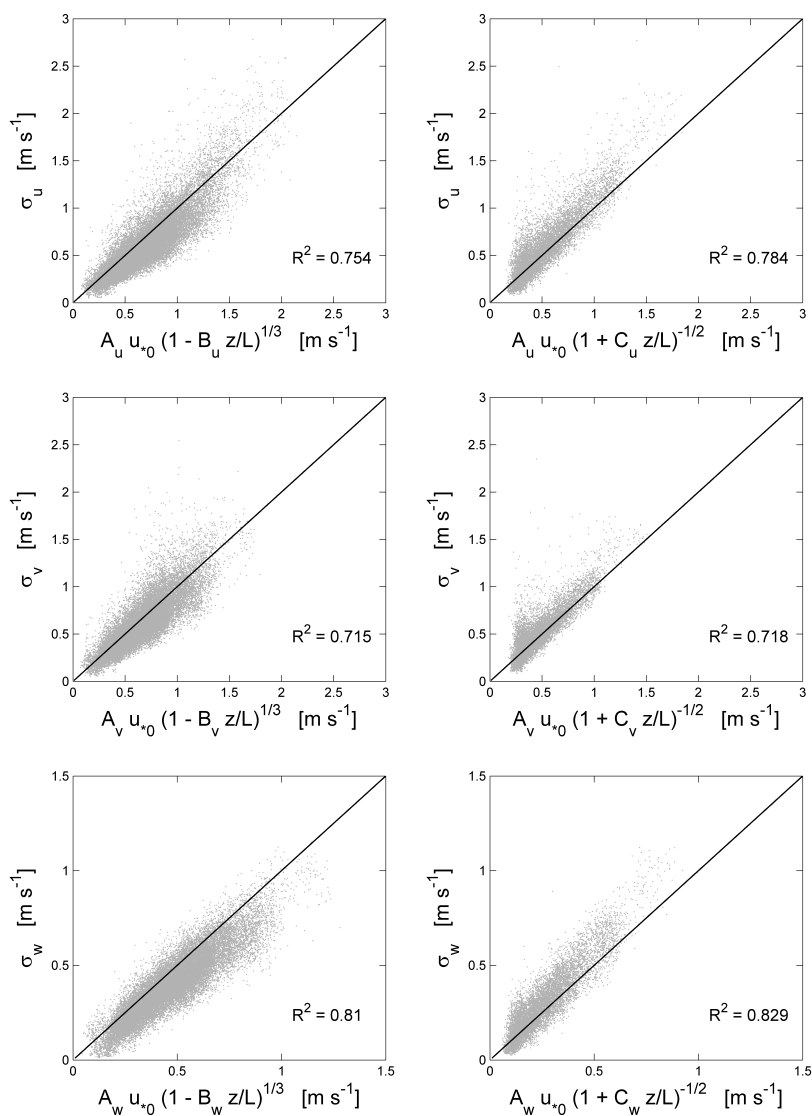 3
2.5
2
1.5
1
0.5
0
σu [m s-1]
R2 = 0.754
0 0.5 1 1.5 2 2.5 3
Au u*0 (1 - Bu z/L)1/3 [m s-1]
3
2.5
2
1.5
1
0.5
0
σu [m s-1]
R2 = 0.784
0 0.5 1 1.5 2 2.5 3
Au u*0 (1 + Cu z/L)-1/2 [m s-1]
3
2.5
2
1.5
1
0.5
0
σv [m s-1]
R2 = 0.715
0 0.5 1 1.5 2 2.5 3
Av u*0 (1 - Bv z/L)1/3 [m s-1]
3
2.5
2
1.5
1
0.5
0
σv [m s-1]
R2 = 0.718
0 0.5 1 1.5 2 2.5 3
Av u*0 (1 + Cv z/L)-1/2 [m s-1]
1.5
1
0.5
0
σw [m s-1]
R2 = 0.81
0 0.5 1 1.5
Aw u*0 (1 - Bw z/L)1/3 [m s-1]
1.5
1
0.5
0
σw [m s-1]
R2 = 0.829
0 0.5 1 1.5
Aw u*0 (1 + Cw z/L)-1/2 [m s-1]